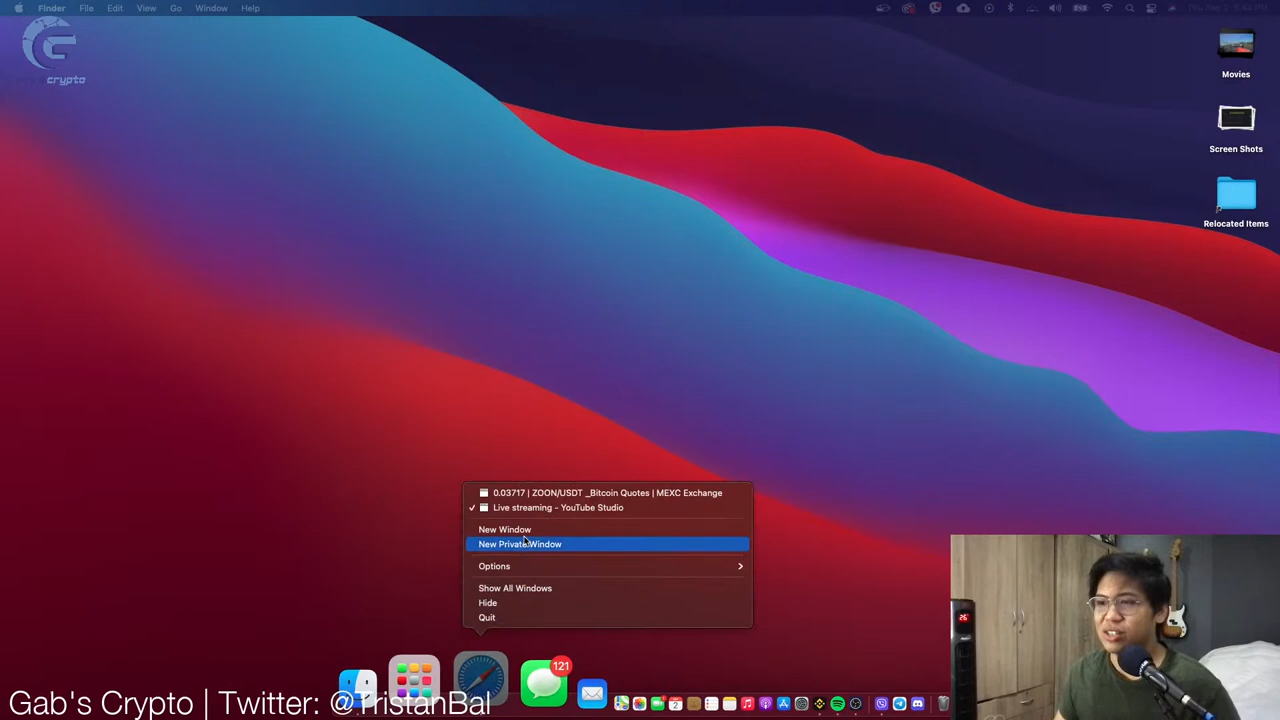 Finder File Edit View Go Window Help
crypto
Movies
Screen Shots
Relocated Items
0.03717 | ZOON/USDT _Bitcoin Quotes | MEXC Exchange
✓ Live streaming - YouTube Studio
New Window
New Private Window
Options
Show All Windows
Hide
Quit
121
2
26
Gab's Crypto | Twitter: @TristanBal